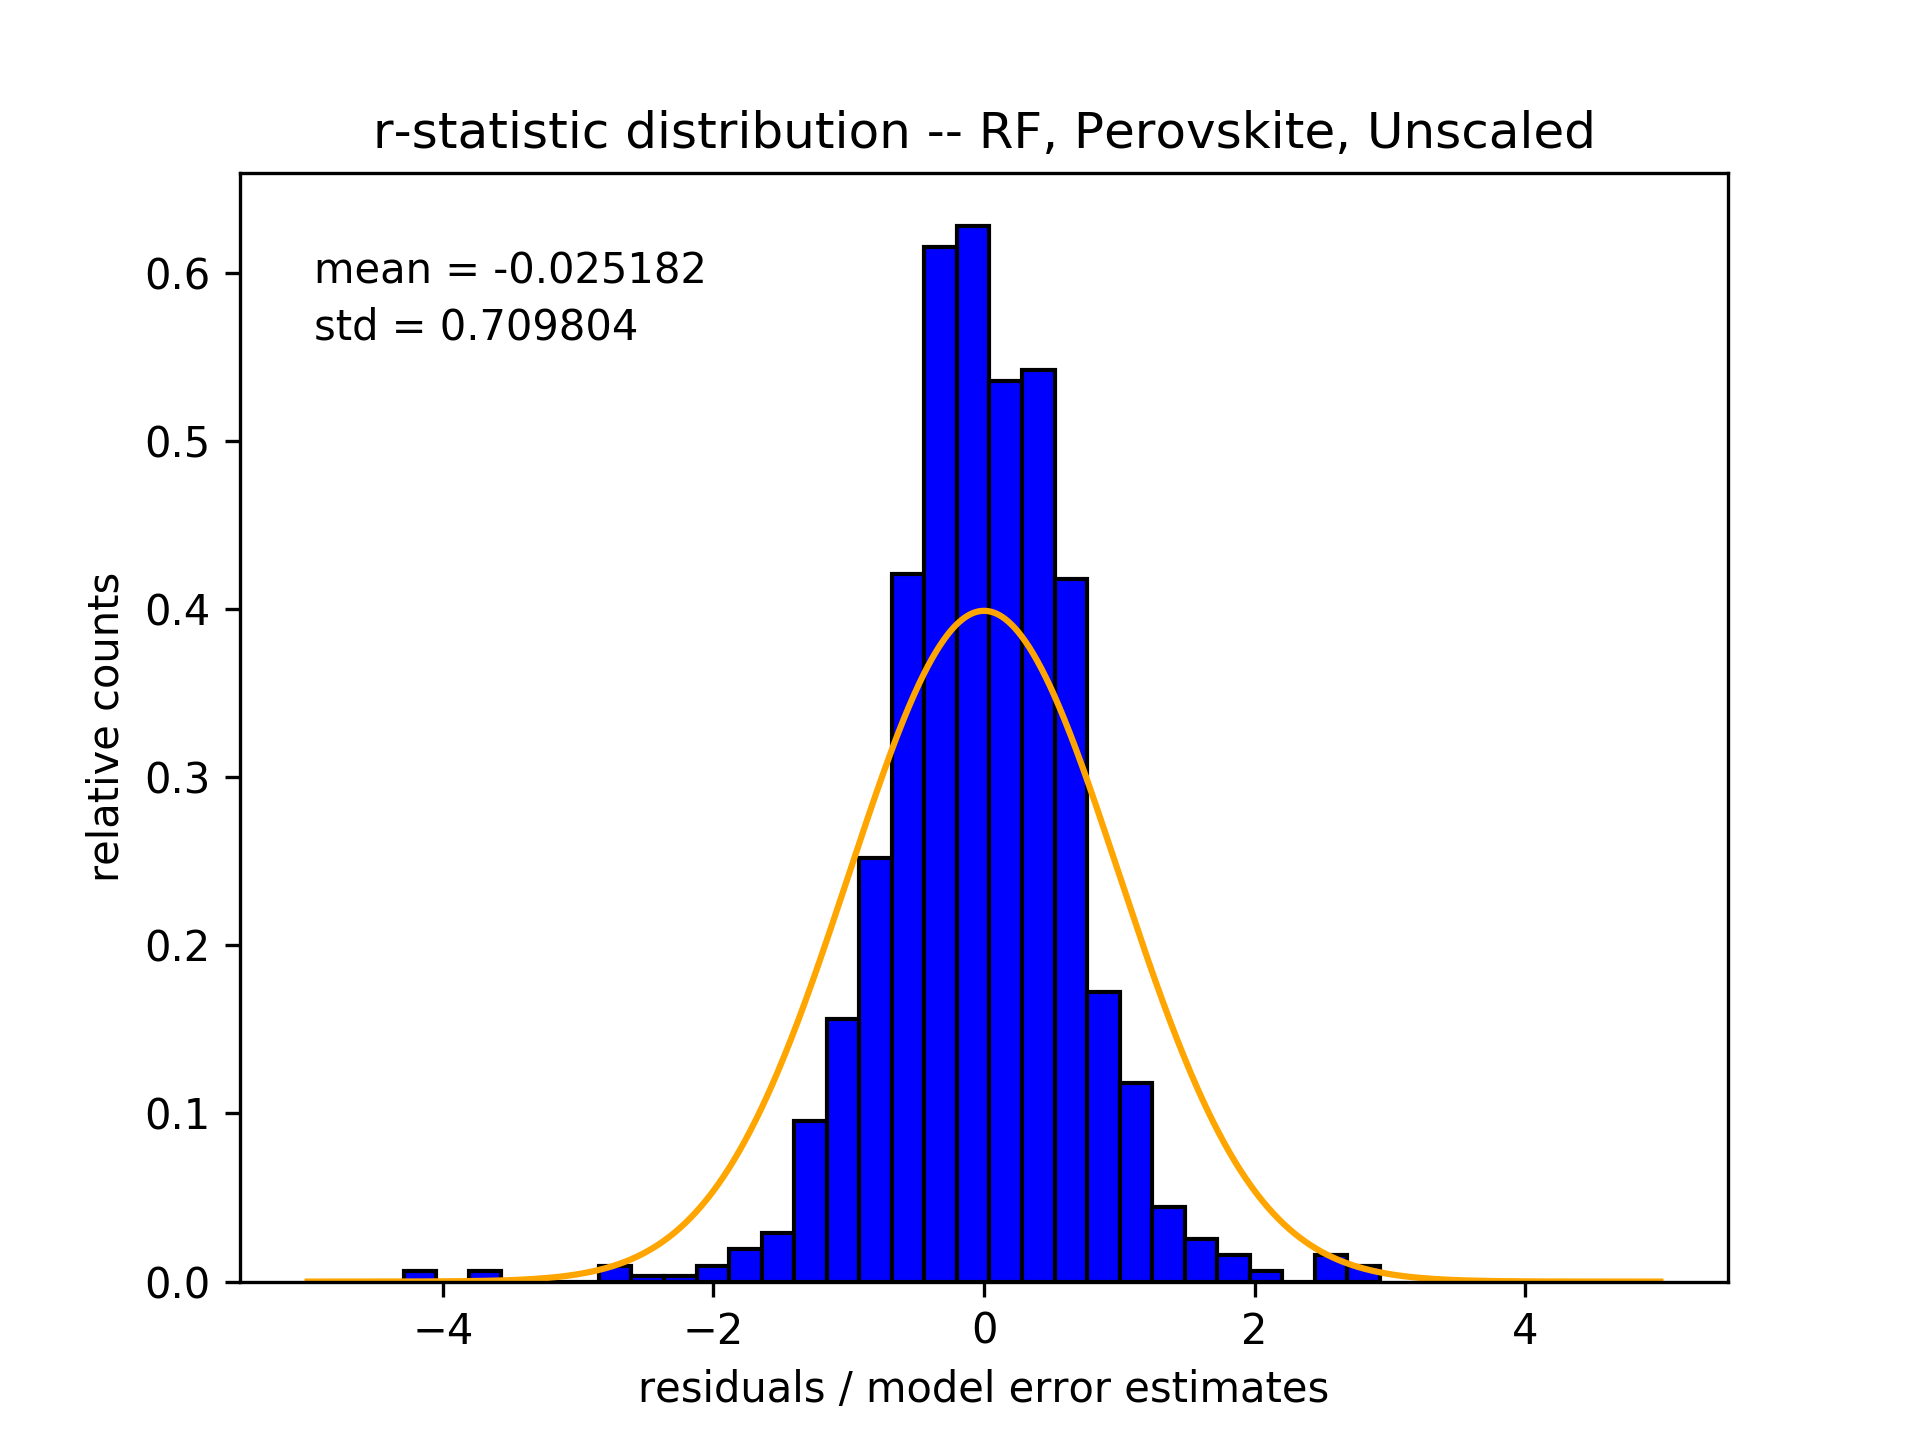 r-statistic distribution -- RF, Perovskite, Unscaled
mean = -0.025182
std = 0.709804
relative counts
0.6
0.5
0.4
0.3
0.2
0.1
0.0
−4 −2 0 2 4
residuals / model error estimates